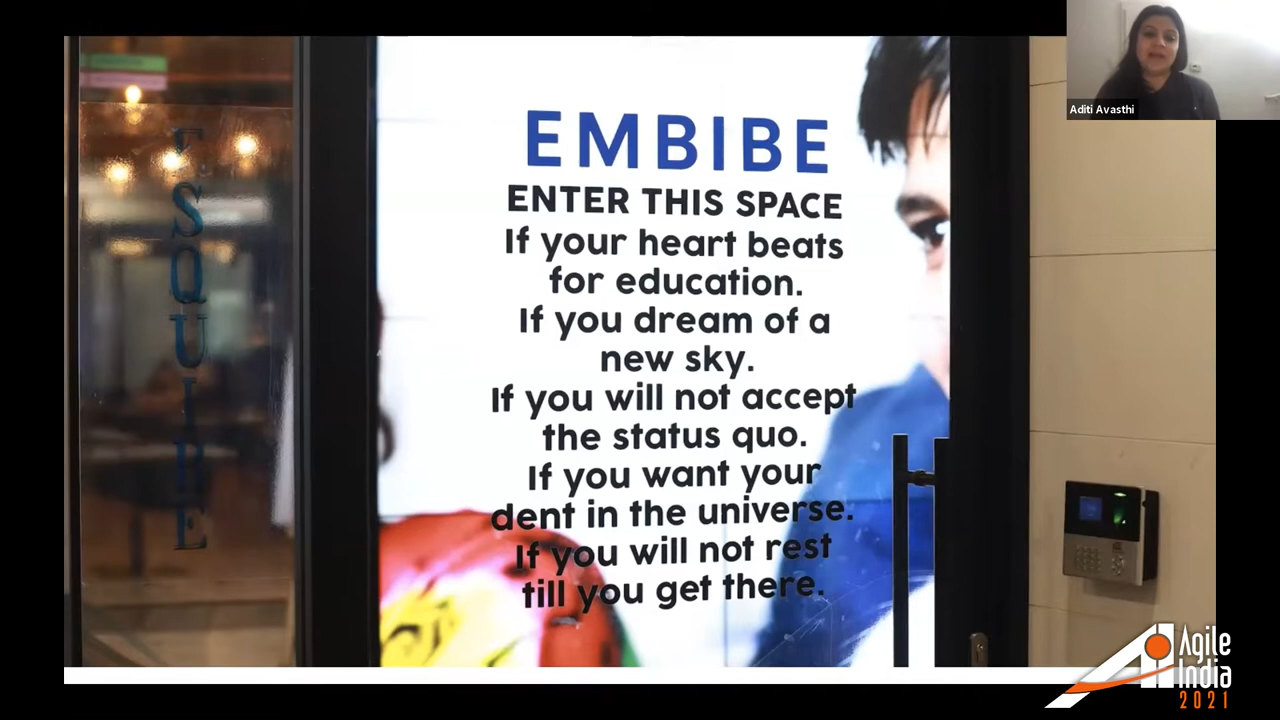 EMBIBE
ENTER THIS SPACE
If your heart beats
for education.
If you dream of a
new sky.
If you will not accept
the status quo.
If you want your
dent in the universe.
If you will not rest
till you get there.
ESQUIRE
Aditi Avasthi
Agile
India
2021